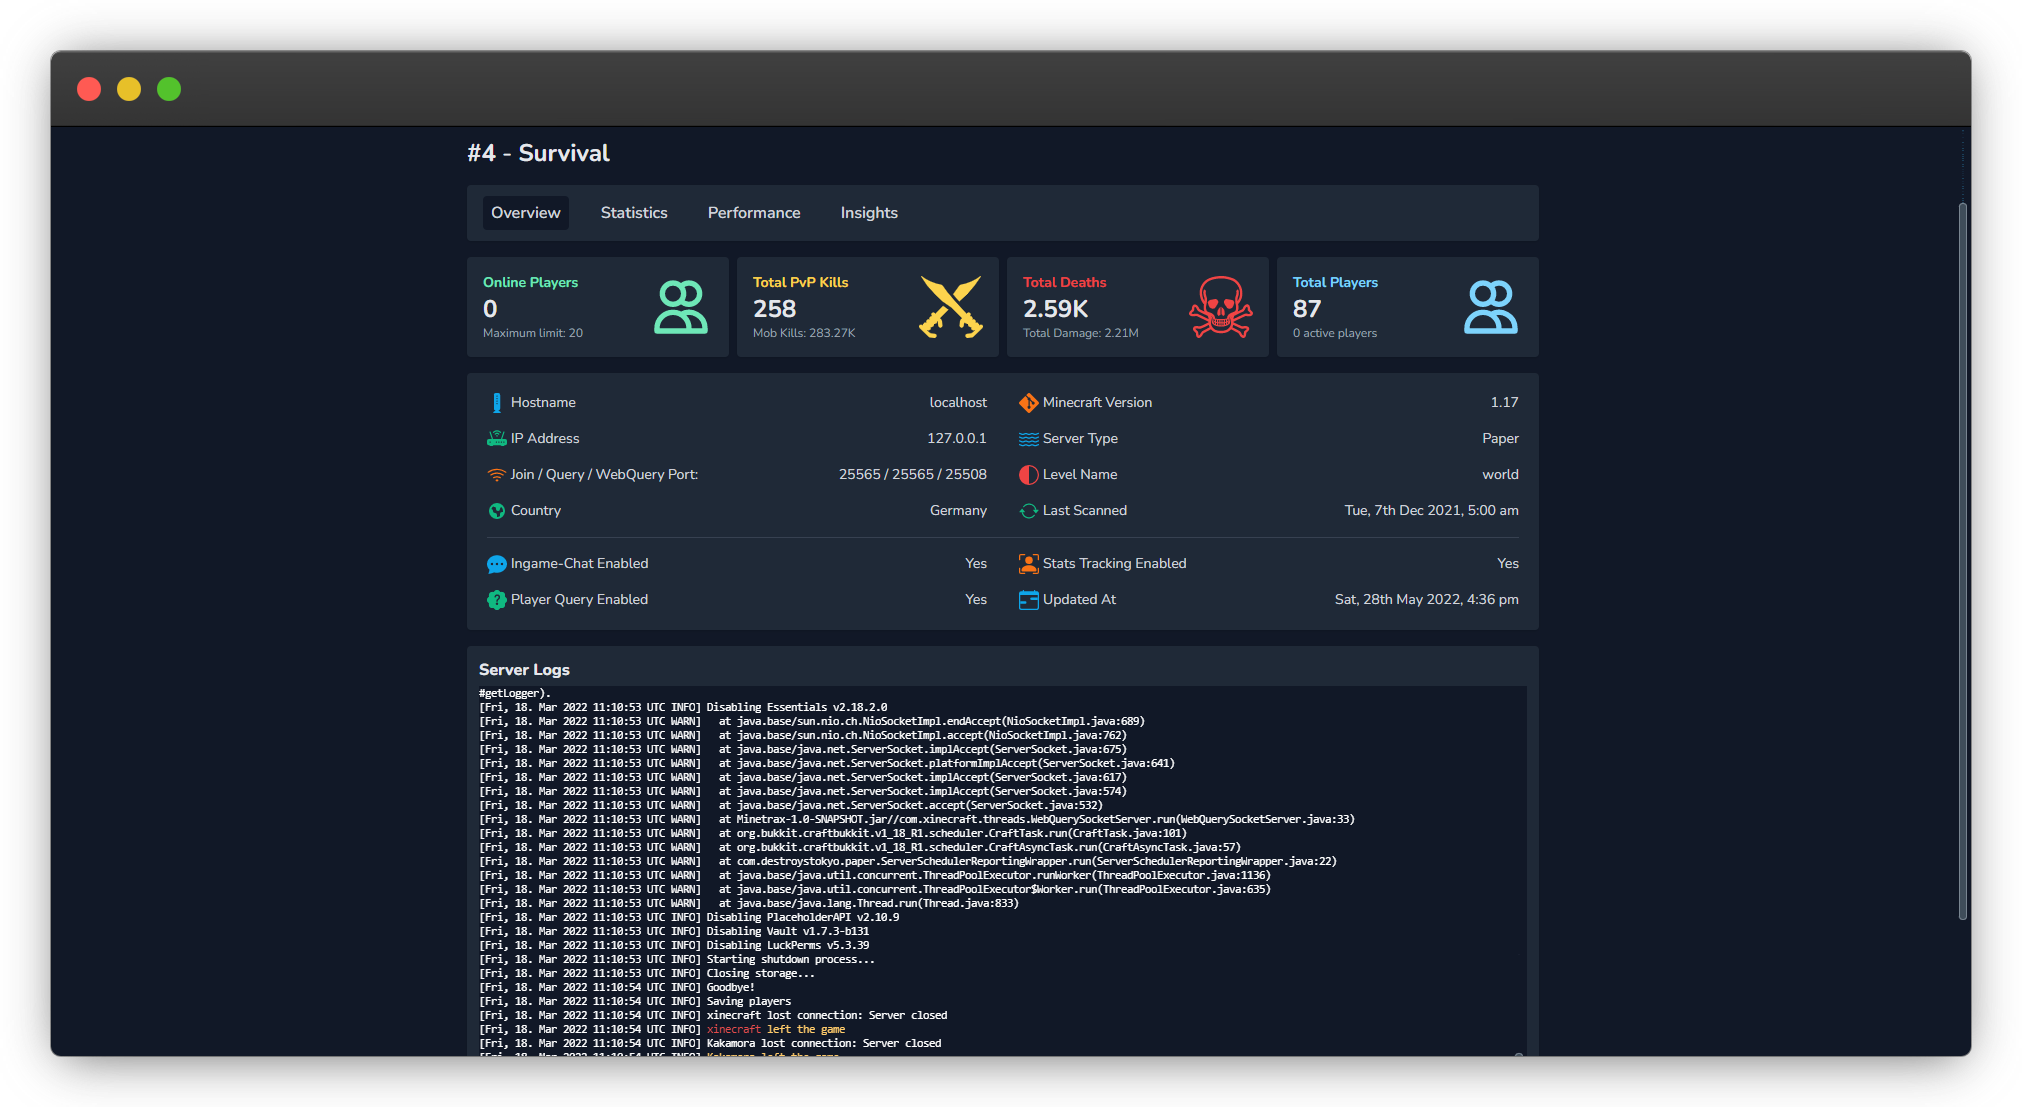 #4 - Survival
Overview Statistics Performance Insights
Online Players
0
Maximum limit: 20
Total PvP Kills
258
Mob Kills: 283.27K
Total Deaths
2.59K
Total Damage: 2.21M
Total Players
87
0 active players
Hostname localhost
Minecraft Version 1.17
IP Address 127.0.0.1
Server Type Paper
Join / Query / WebQuery Port: 25565 / 25565 / 25508
Level Name world
Country Germany
Last Scanned Tue, 7th Dec 2021, 5:00 am
Ingame-Chat Enabled Yes
Stats Tracking Enabled Yes
Player Query Enabled Yes
Updated At Sat, 28th May 2022, 4:36 pm
Server Logs
#getLogger).
[Fri, 18. Mar 2022 11:10:53 UTC INFO] Disabling Essentials v2.18.2.0
[Fri, 18. Mar 2022 11:10:53 UTC WARN] at java.base/sun.nio.ch.NioSocketImpl.endAccept(NioSocketImpl.java:689)
[Fri, 18. Mar 2022 11:10:53 UTC WARN] at java.base/sun.nio.ch.NioSocketImpl.accept(NioSocketImpl.java:762)
[Fri, 18. Mar 2022 11:10:53 UTC WARN] at java.base/java.net.ServerSocket.implAccept(ServerSocket.java:675)
[Fri, 18. Mar 2022 11:10:53 UTC WARN] at java.base/java.net.ServerSocket.platformImplAccept(ServerSocket.java:641)
[Fri, 18. Mar 2022 11:10:53 UTC WARN] at java.base/java.net.ServerSocket.implAccept(ServerSocket.java:617)
[Fri, 18. Mar 2022 11:10:53 UTC WARN] at java.base/java.net.ServerSocket.implAccept(ServerSocket.java:574)
[Fri, 18. Mar 2022 11:10:53 UTC WARN] at java.base/java.net.ServerSocket.accept(ServerSocket.java:532)
[Fri, 18. Mar 2022 11:10:53 UTC WARN] at Minetrax-1.0-SNAPSHOT.jar//com.xinecraft.threads.WebQuerySocketServer.run(WebQuerySocketServer.java:33)
[Fri, 18. Mar 2022 11:10:53 UTC WARN] at org.bukkit.craftbukkit.v1_18_R1.scheduler.CraftTask.run(CraftTask.java:101)
[Fri, 18. Mar 2022 11:10:53 UTC WARN] at org.bukkit.craftbukkit.v1_18_R1.scheduler.CraftAsyncTask.run(CraftAsyncTask.java:57)
[Fri, 18. Mar 2022 11:10:53 UTC WARN] at com.destroystokyo.paper.ServerSchedulerReportingWrapper.run(ServerSchedulerReportingWrapper.java:22)
[Fri, 18. Mar 2022 11:10:53 UTC WARN] at java.base/java.util.concurrent.ThreadPoolExecutor.runWorker(ThreadPoolExecutor.java:1136)
[Fri, 18. Mar 2022 11:10:53 UTC WARN] at java.base/java.util.concurrent.ThreadPoolExecutor$Worker.run(ThreadPoolExecutor.java:635)
[Fri, 18. Mar 2022 11:10:53 UTC WARN] at java.base/java.lang.Thread.run(Thread.java:833)
[Fri, 18. Mar 2022 11:10:53 UTC INFO] Disabling PlaceholderAPI v2.10.9
[Fri, 18. Mar 2022 11:10:53 UTC INFO] Disabling Vault v1.7.3-b131
[Fri, 18. Mar 2022 11:10:53 UTC INFO] Disabling LuckPerms v5.3.39
[Fri, 18. Mar 2022 11:10:53 UTC INFO] Starting shutdown process...
[Fri, 18. Mar 2022 11:10:53 UTC INFO] Closing storage...
[Fri, 18. Mar 2022 11:10:54 UTC INFO] Goodbye!
[Fri, 18. Mar 2022 11:10:54 UTC INFO] Saving players
[Fri, 18. Mar 2022 11:10:54 UTC INFO] xinecraft lost connection: Server closed
[Fri, 18. Mar 2022 11:10:54 UTC INFO] xinecraft left the game
[Fri, 18. Mar 2022 11:10:54 UTC INFO] Kakamora lost connection: Server closed
[Fri, 18. Mar 2022 11:10:54 UTC INFO] Kakamora left the game